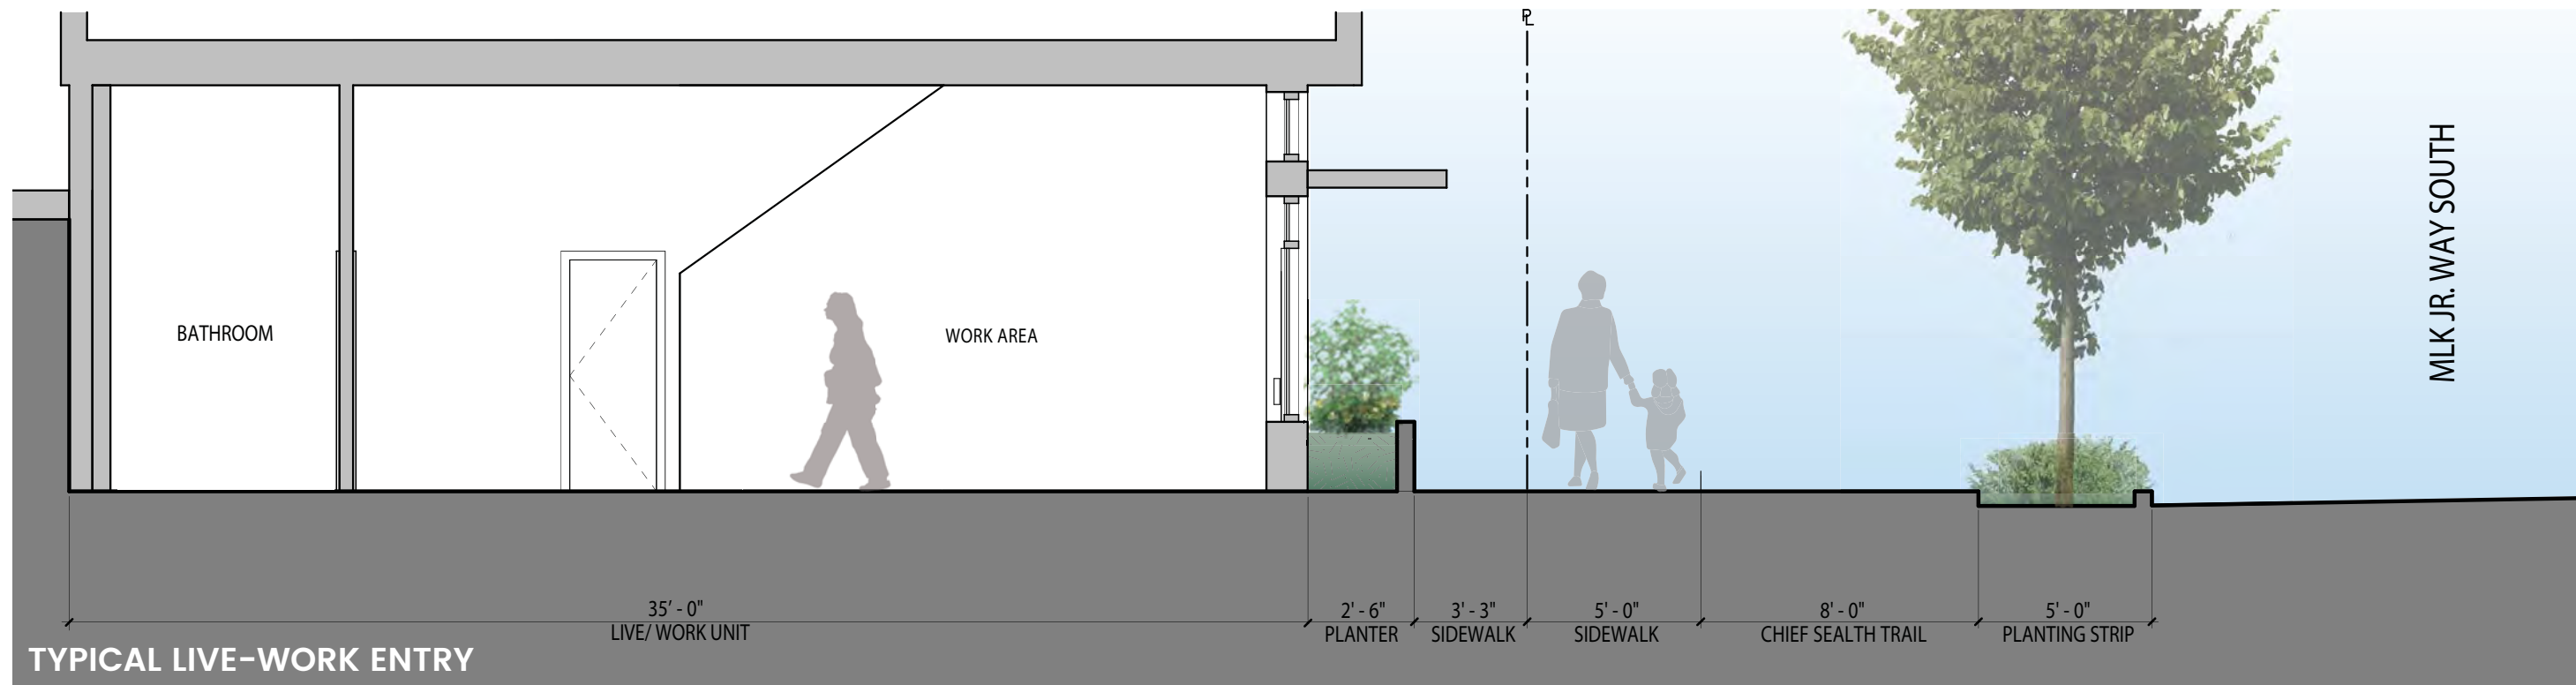 PL
BATHROOM
WORK AREA
MLK JR. WAY SOUTH
35' - 0"
LIVE/ WORK UNIT
2' - 6"
PLANTER
3' - 3"
SIDEWALK
5' - 0"
SIDEWALK
8' - 0"
CHIEF SEALTH TRAIL
5' - 0"
PLANTING STRIP
TYPICAL LIVE-WORK ENTRY